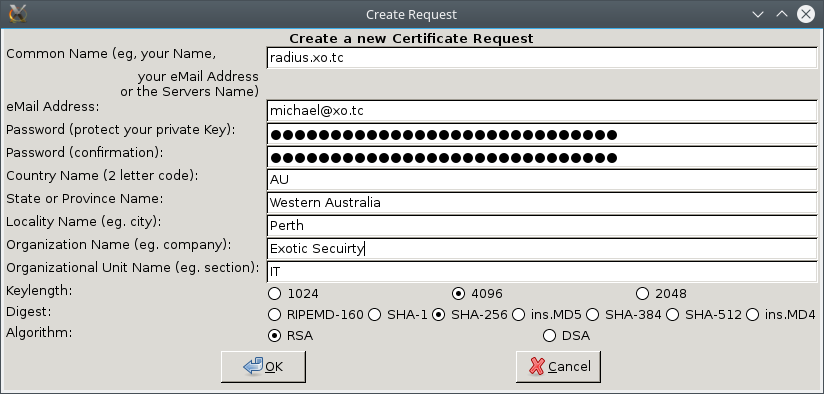 Create Request
Create a new Certificate Request
Common Name (eg, your Name, radius.xo.tc
your eMail Address
or the Servers Name)
eMail Address: michael@xo.tc
Password (protect your private Key): ●●●●●●●●●●●●●●●●●●●●●●●●●●●●●
Password (confirmation): ●●●●●●●●●●●●●●●●●●●●●●●●●●●●●
Country Name (2 letter code): AU
State or Province Name: Western Australia
Locality Name (eg. city): Perth
Organization Name (eg. company): Exotic Secuirty
Organizational Unit Name (eg. section): IT
Keylength: 1024 4096 2048
Digest: RIPEMD-160 SHA-1 SHA-256 ins.MD5 SHA-384 SHA-512 ins.MD4
Algorithm: RSA DSA
OK Cancel